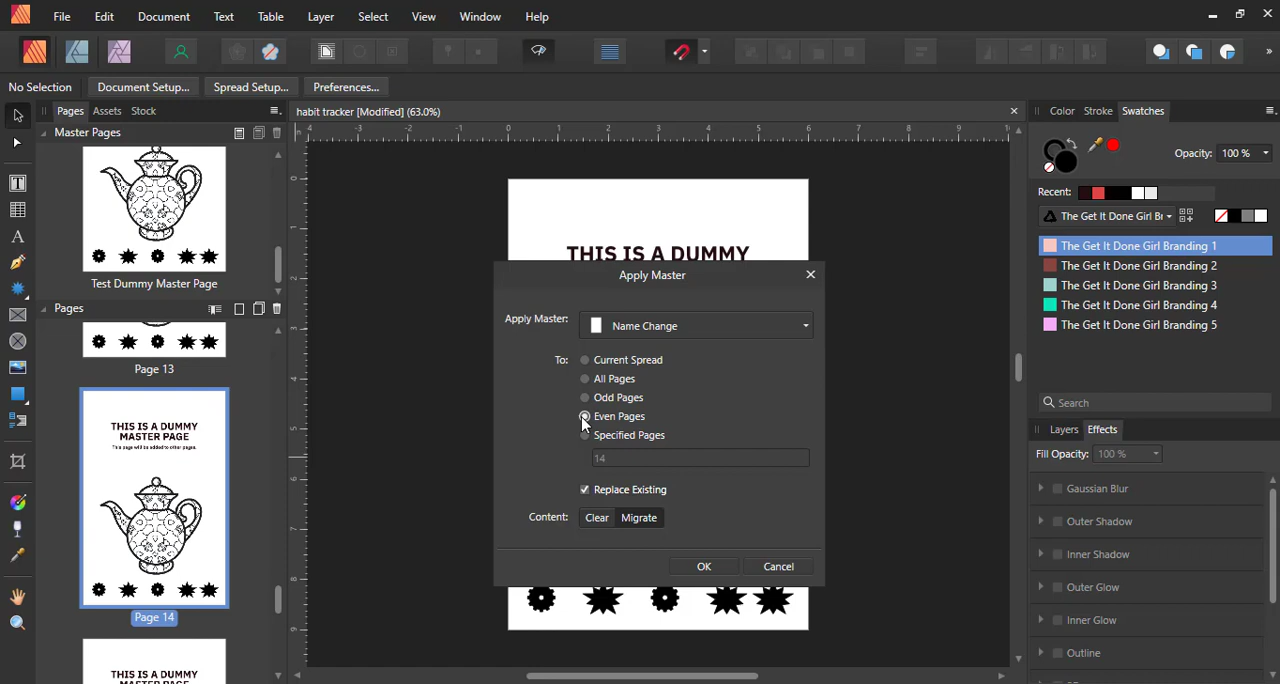 File Edit Document Text Table Layer Select View Window Help
No Selection Document Setup... Spread Setup... Preferences...
Pages Assets Stock
habit tracker [Modified] (63.0%)
Color Stroke Swatches
Master Pages
Test Dummy Master Page
Pages
Page 13
THIS IS A DUMMY
MASTER PAGE
This page will be added to other pages.
Page 14
THIS IS A DUMMY
THIS IS A DUMMY
Apply Master
Apply Master: Name Change
To: Current Spread
All Pages
Odd Pages
Even Pages
Specified Pages
14
Replace Existing
Content: Clear Migrate
OK Cancel
Opacity: 100 %
Recent:
The Get It Done Girl Br
The Get It Done Girl Branding 1
The Get It Done Girl Branding 2
The Get It Done Girl Branding 3
The Get It Done Girl Branding 4
The Get It Done Girl Branding 5
Search
Layers Effects
Fill Opacity: 100 %
Gaussian Blur
Outer Shadow
Inner Shadow
Outer Glow
Inner Glow
Outline